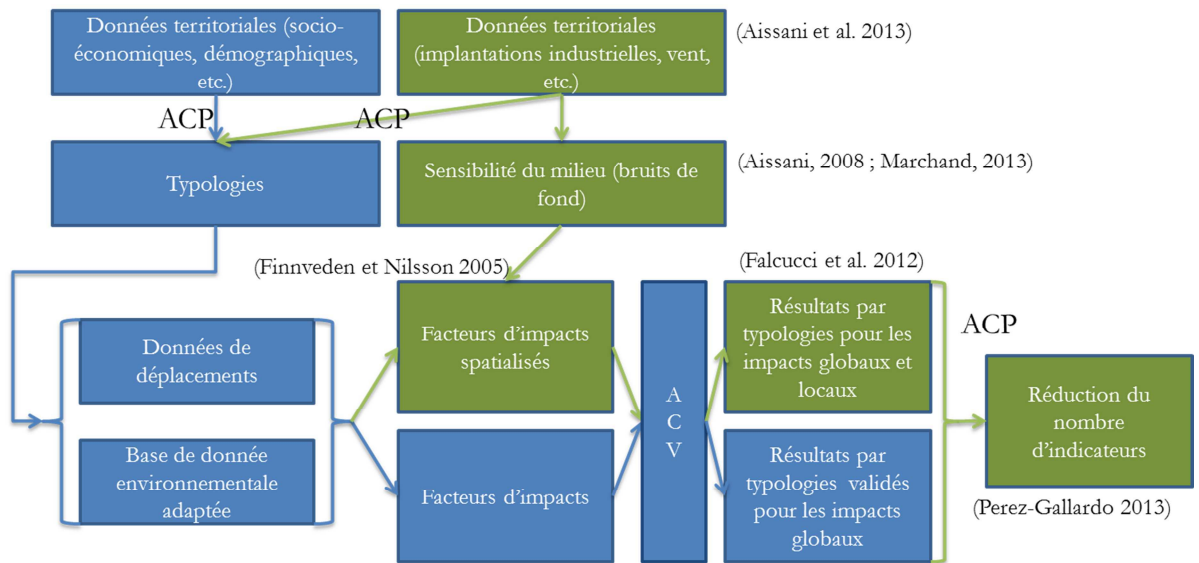 Données territoriales (socio-
économiques, démographiques,
etc.)
Données territoriales
(implantations industrielles, vent,
etc.)
(Aissani et al. 2013)
ACP
ACP
Typologies
Sensibilité du milieu (bruits de
fond)
(Aissani, 2008 ; Marchand, 2013)
(Finnveden et Nilsson 2005)
(Falcucci et al. 2012)
Données de
déplacements
Base de donnée
environnementale
adaptée
Facteurs d'impacts
spatialisés
Facteurs d'impacts
A
C
V
Résultats par
typologies pour les
impacts globaux et
locaux
Résultats par
typologies validés
pour les impacts
globaux
ACP
Réduction du
nombre
d'indicateurs
(Perez-Gallardo 2013)